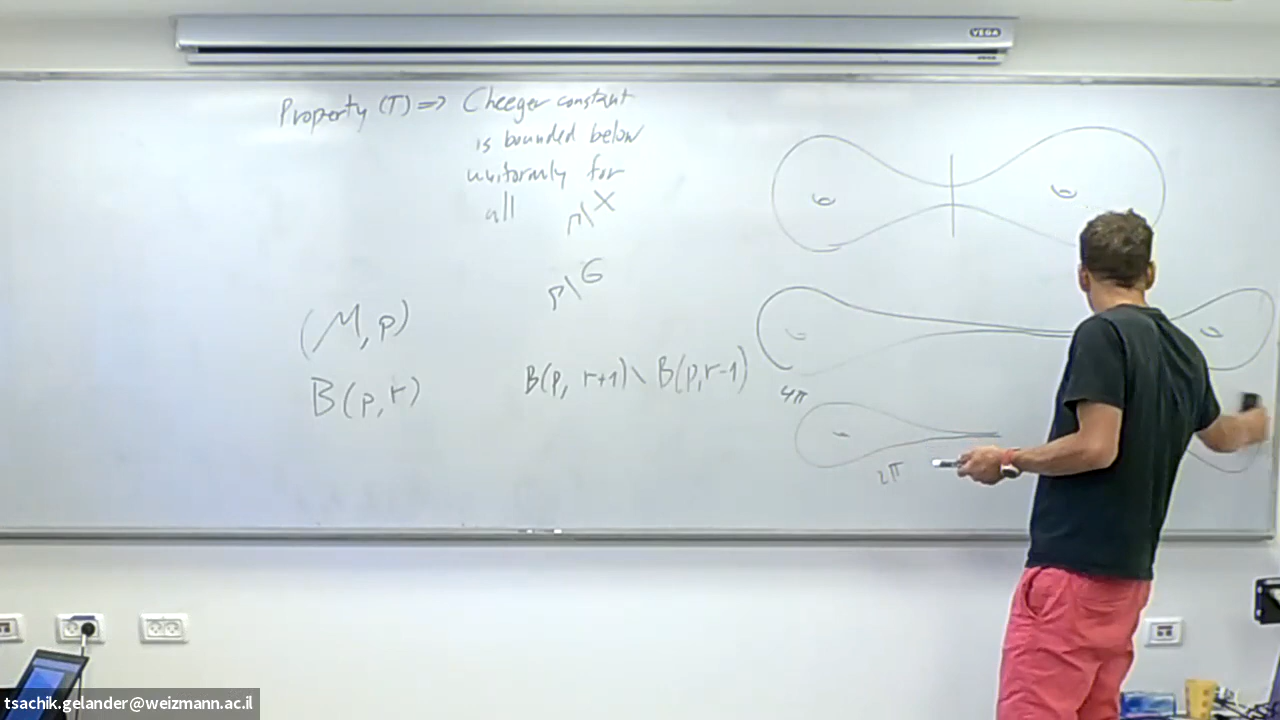 VEGA
Property (T) => Cheeger constant
is bounded below
uniformly for
all Γ\X
Γ\G
(M, p)
B(p, r)
B(p, r+1) \ B(p, r-1)
4π
2π
tsachik.gelander@weizmann.ac.il